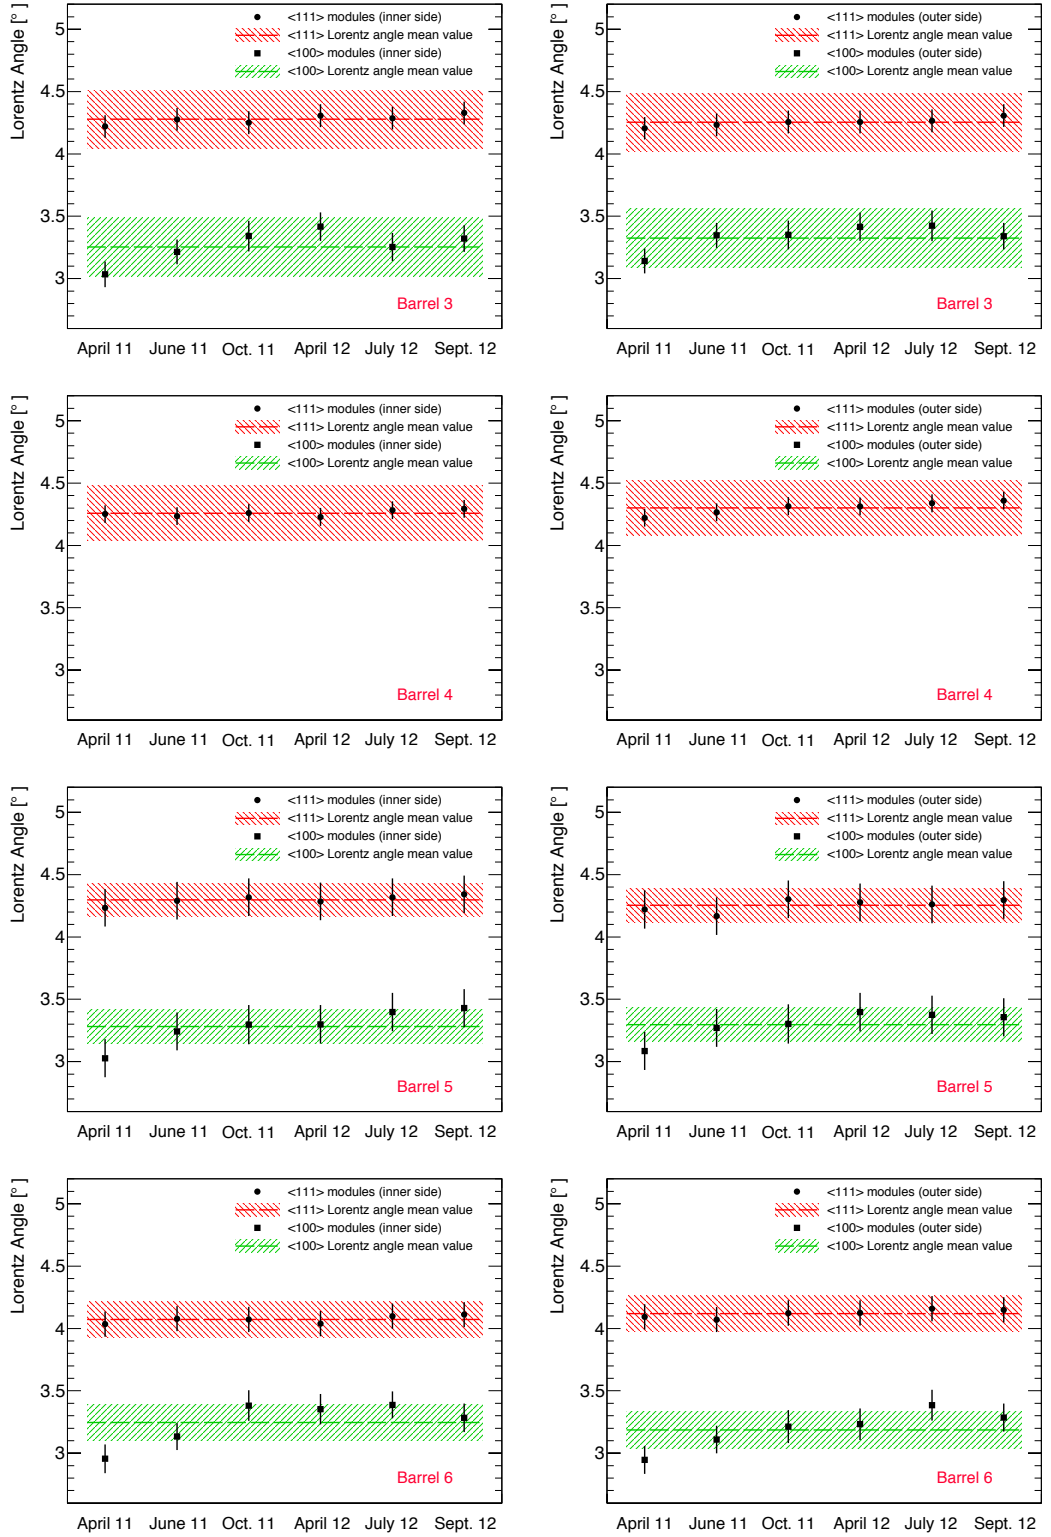 Lorentz Angle [°]
5
4.5
4
3.5
3
<111> modules (inner side)
<111> Lorentz angle mean value
<100> modules (inner side)
<100> Lorentz angle mean value
Barrel 3
April 11 June 11 Oct. 11 April 12 July 12 Sept. 12
Lorentz Angle [°]
5
4.5
4
3.5
3
<111> modules (outer side)
<111> Lorentz angle mean value
<100> modules (outer side)
<100> Lorentz angle mean value
Barrel 3
April 11 June 11 Oct. 11 April 12 July 12 Sept. 12
Lorentz Angle [°]
5
4.5
4
3.5
3
<111> modules (inner side)
<111> Lorentz angle mean value
<100> modules (inner side)
<100> Lorentz angle mean value
Barrel 4
April 11 June 11 Oct. 11 April 12 July 12 Sept. 12
Lorentz Angle [°]
5
4.5
4
3.5
3
<111> modules (outer side)
<111> Lorentz angle mean value
<100> modules (outer side)
<100> Lorentz angle mean value
Barrel 4
April 11 June 11 Oct. 11 April 12 July 12 Sept. 12
Lorentz Angle [°]
5
4.5
4
3.5
3
<111> modules (inner side)
<111> Lorentz angle mean value
<100> modules (inner side)
<100> Lorentz angle mean value
Barrel 5
April 11 June 11 Oct. 11 April 12 July 12 Sept. 12
Lorentz Angle [°]
5
4.5
4
3.5
3
<111> modules (outer side)
<111> Lorentz angle mean value
<100> modules (outer side)
<100> Lorentz angle mean value
Barrel 5
April 11 June 11 Oct. 11 April 12 July 12 Sept. 12
Lorentz Angle [°]
5
4.5
4
3.5
3
<111> modules (inner side)
<111> Lorentz angle mean value
<100> modules (inner side)
<100> Lorentz angle mean value
Barrel 6
April 11 June 11 Oct. 11 April 12 July 12 Sept. 12
Lorentz Angle [°]
5
4.5
4
3.5
3
<111> modules (outer side)
<111> Lorentz angle mean value
<100> modules (outer side)
<100> Lorentz angle mean value
Barrel 6
April 11 June 11 Oct. 11 April 12 July 12 Sept. 12